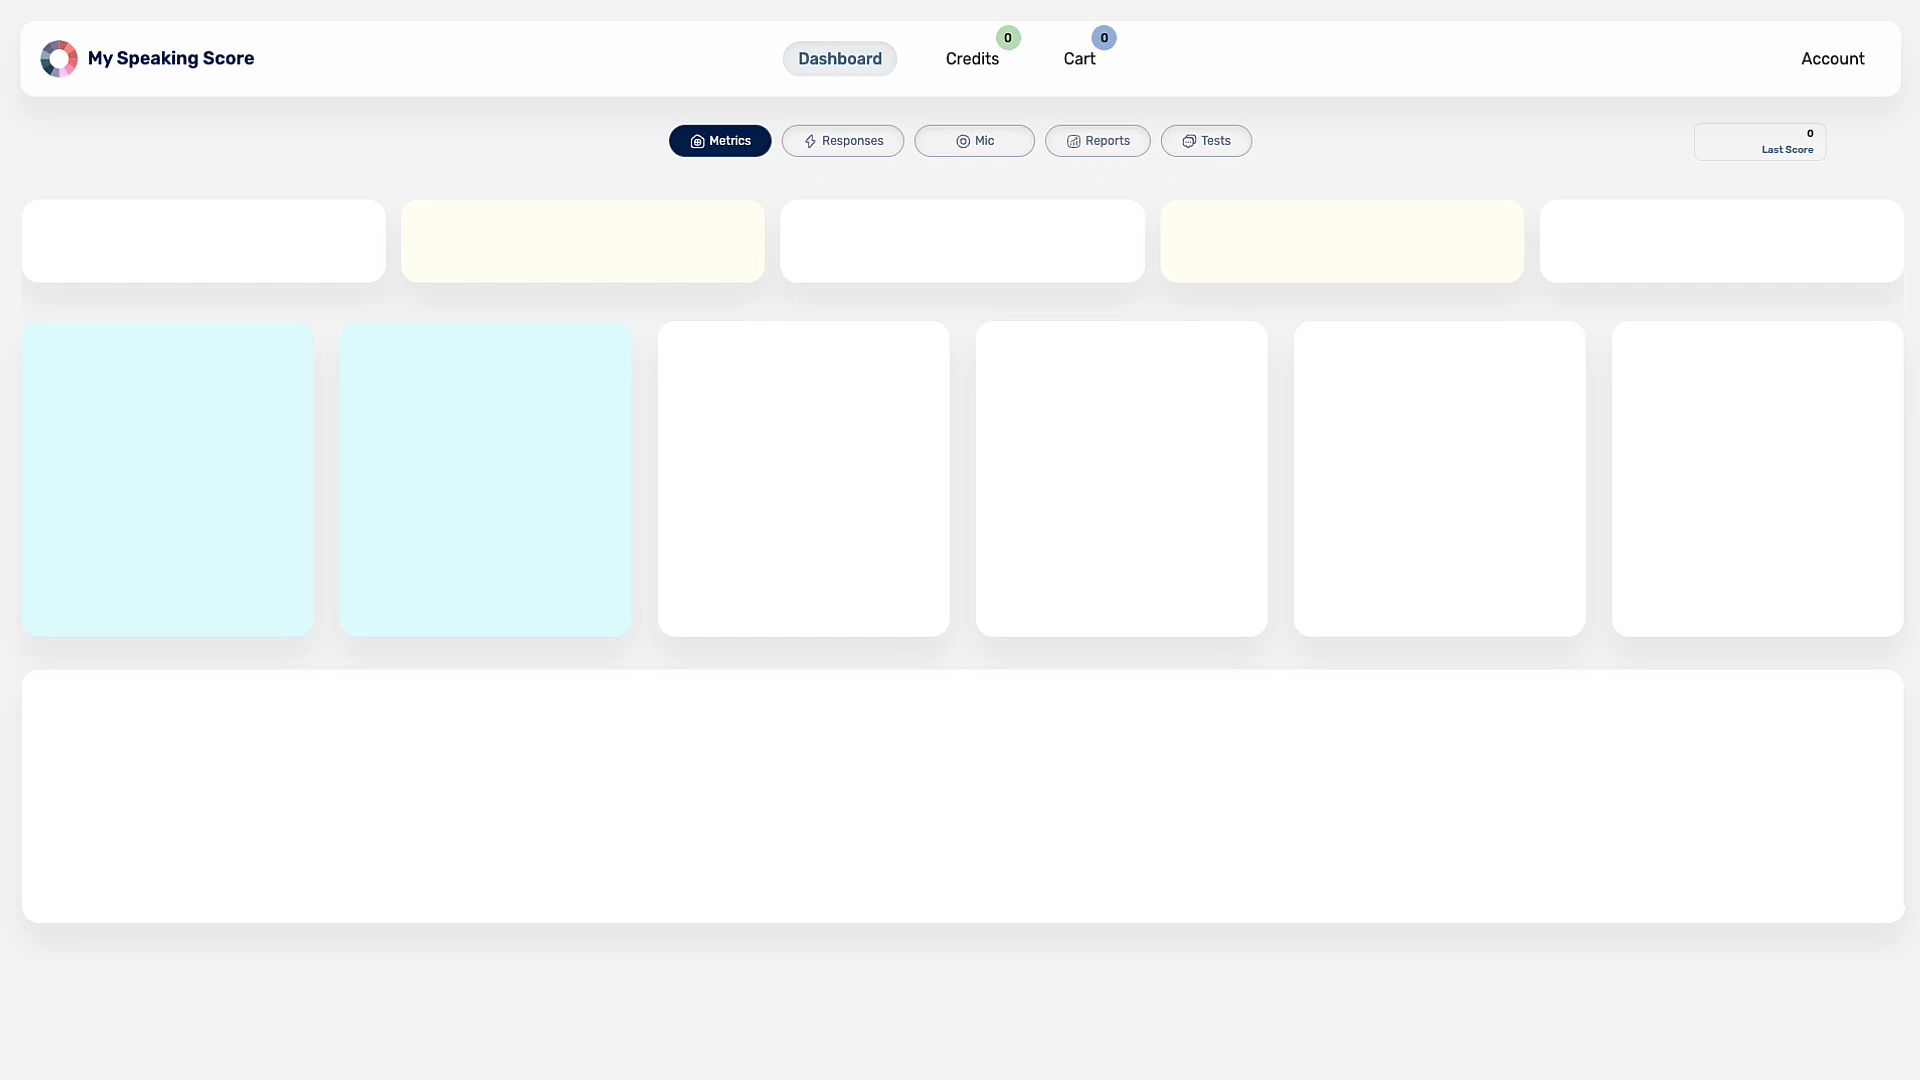 My Speaking Score
Dashboard
Credits
0
Cart
0
Account
Metrics
Responses
Mic
Reports
Tests
0
Last Score